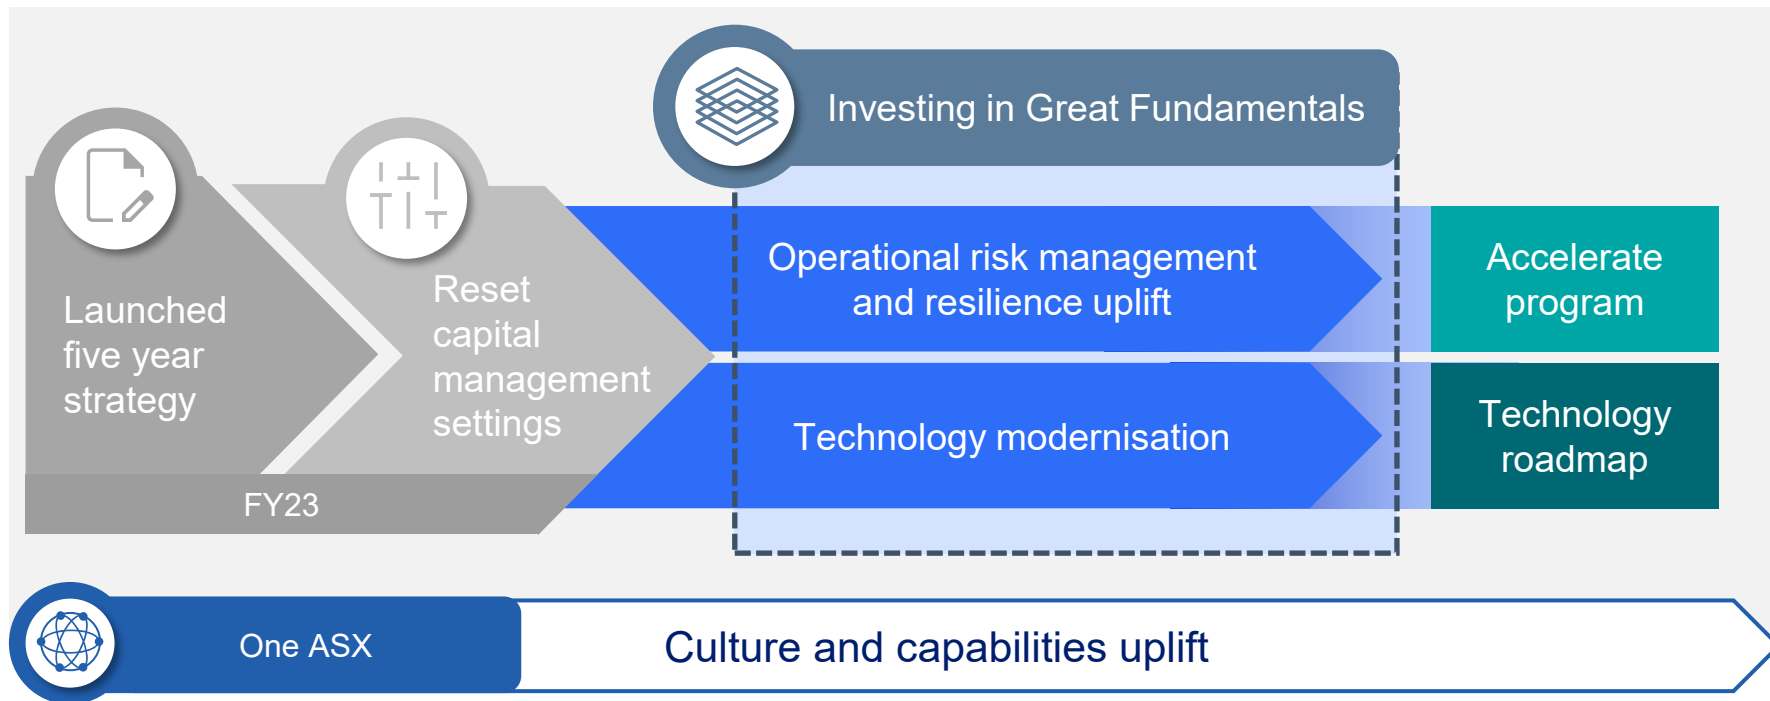 Investing in Great Fundamentals
Launched
five year
strategy
Reset
capital
management
settings
FY23
Operational risk management
and resilience uplift
Accelerate
program
Technology modernisation
Technology
roadmap
One ASX
Culture and capabilities uplift